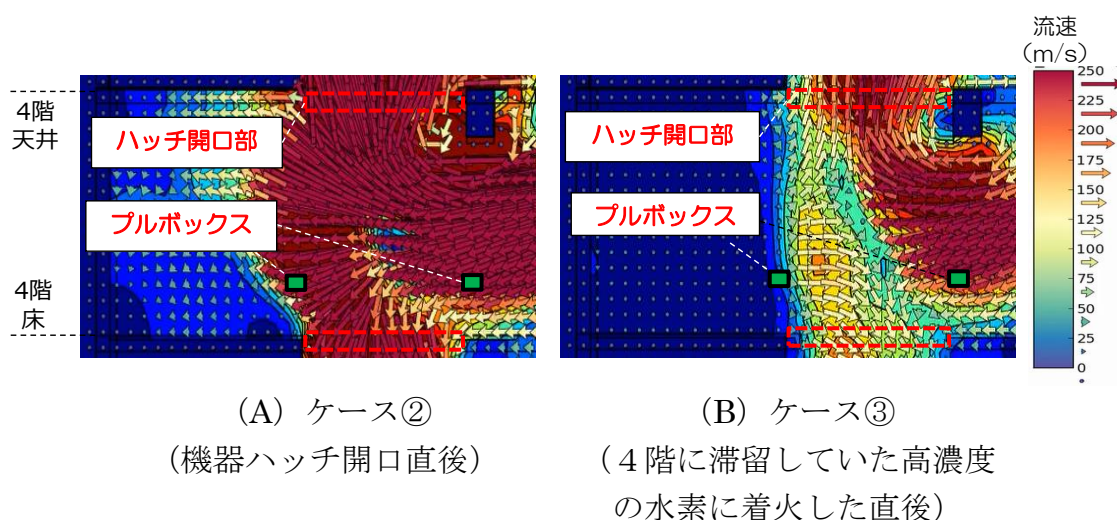 流速
(m/s)
250
225
200
175
150
125
100
75
50
25
0
4階
天井
ハッチ開口部
プルボックス
4階
床
ハッチ開口部
プルボックス
(A) ケース②
(機器ハッチ開口直後)
(B) ケース③
(４階に滞留していた高濃度
の水素に着火した直後)